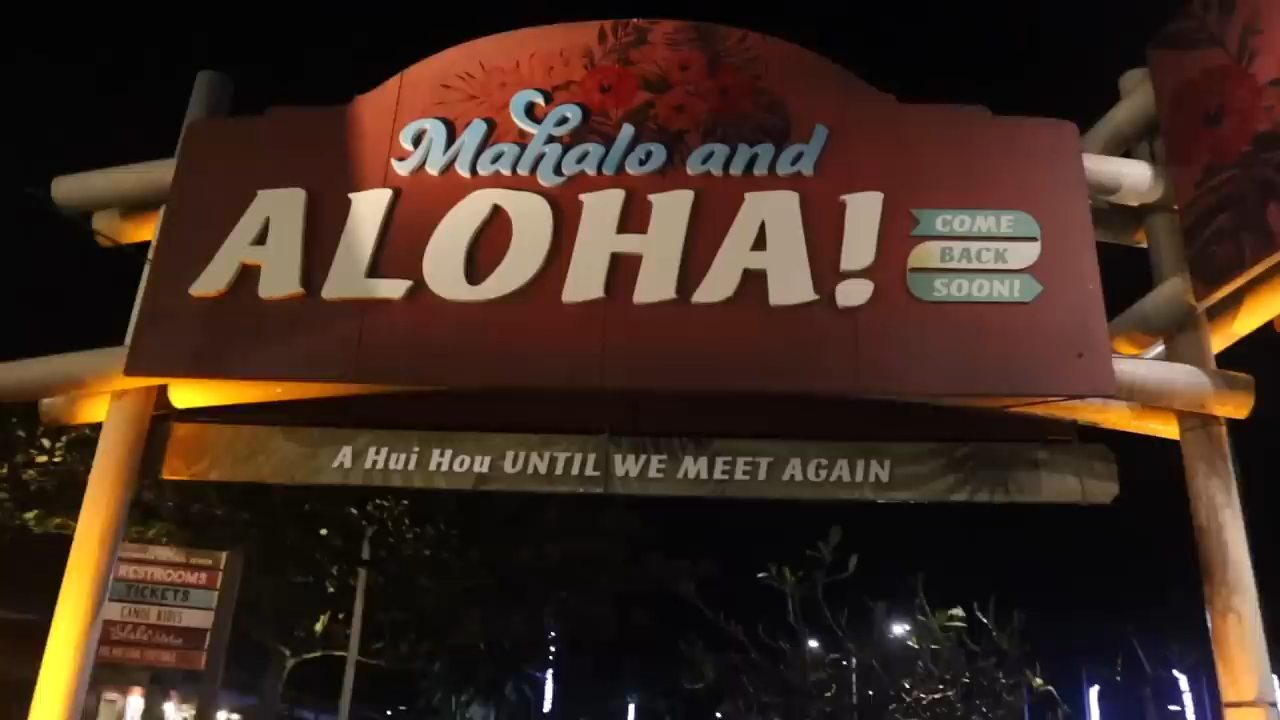 Mahalo and
ALOHA!
COME
BACK
SOON!
A Hui Hou UNTIL WE MEET AGAIN
RESTROOMS
TICKETS
CANOE RIDES